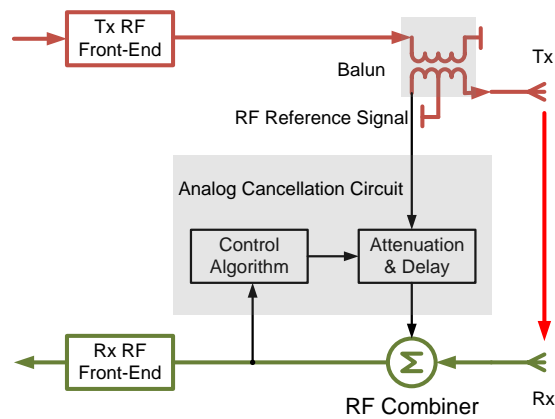 Tx RF
Front-End
Balun
Tx
RF Reference Signal
Analog Cancellation Circuit
Control
Algorithm
Attenuation
& Delay
Rx RF
Front-End
Σ
Rx
RF Combiner